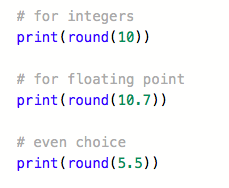 # for integers
print(round(10))
# for floating point
print(round(10.7))
# even choice
print(round(5.5))